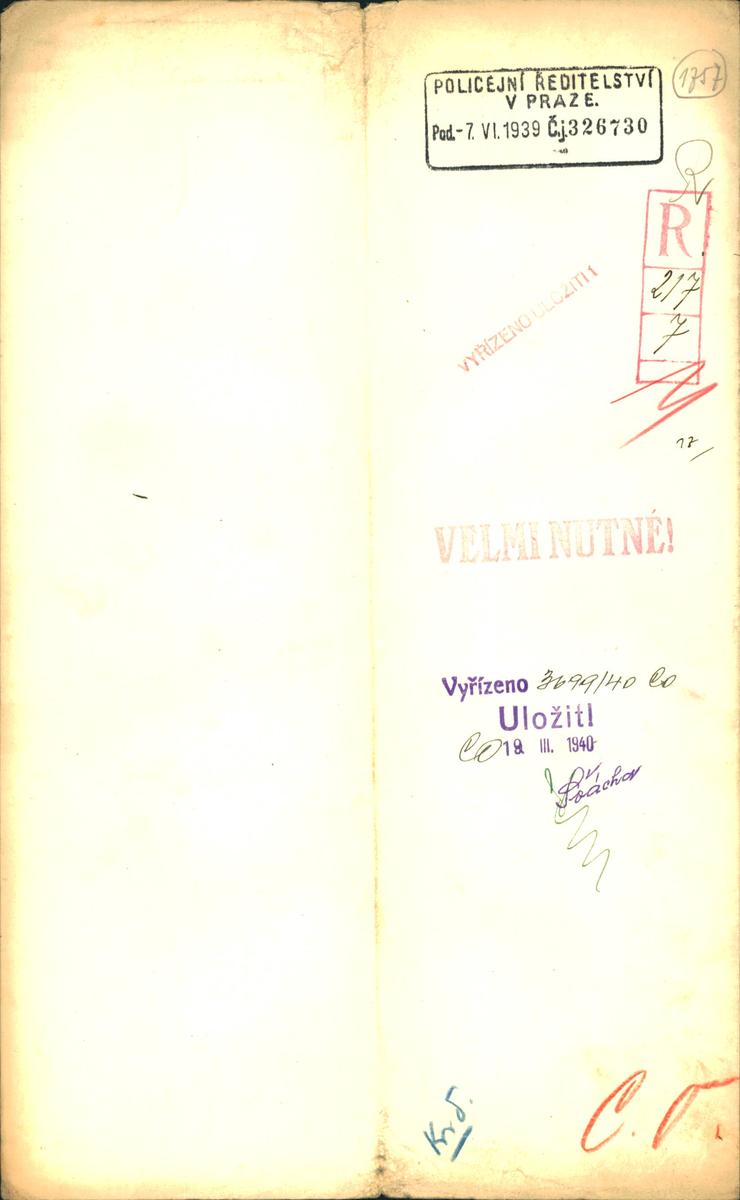 1757
POLICEJNÍ ŘEDITELSTVÍ
V PRAZE.
Pod.-7. VI. 1939 Č.j. 326730
R
R
217
7
VYŘÍZENO ULOŽITI!
17/
VELMI NUTNÉ!
Vyřízeno 3699/40 CO
Uložit!
CO 19. III. 1940
C. V.